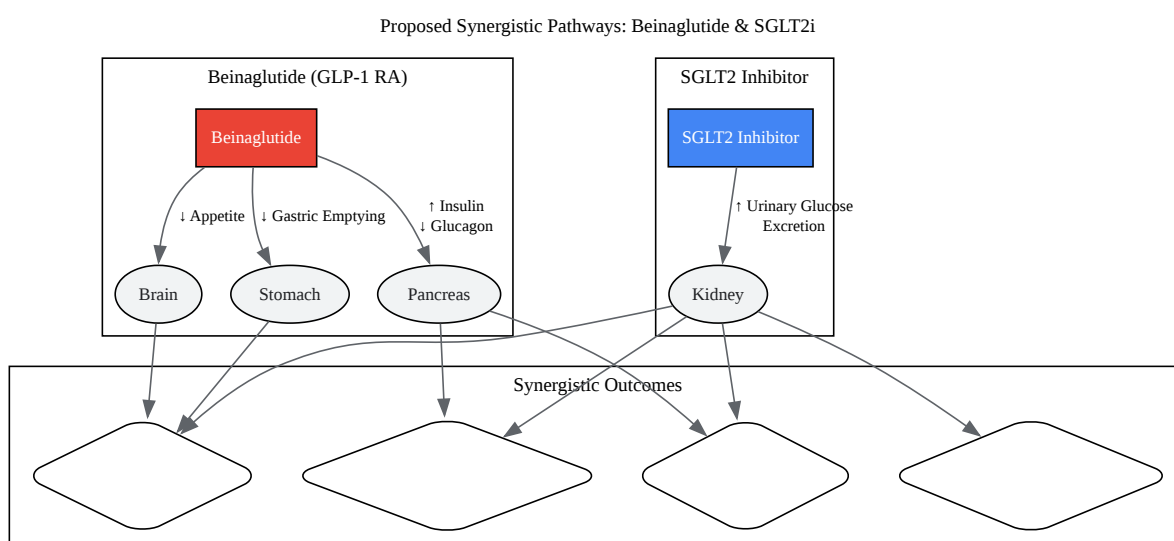 Proposed Synergistic Pathways: Beinaglutide & SGLT2i
Beinaglutide (GLP-1 RA)
SGLT2 Inhibitor
Beinaglutide
SGLT2 Inhibitor
↓ Appetite
↓ Gastric Emptying
↑ Insulin
↓ Glucagon
↑ Urinary Glucose
Excretion
Brain
Stomach
Pancreas
Kidney
Synergistic Outcomes